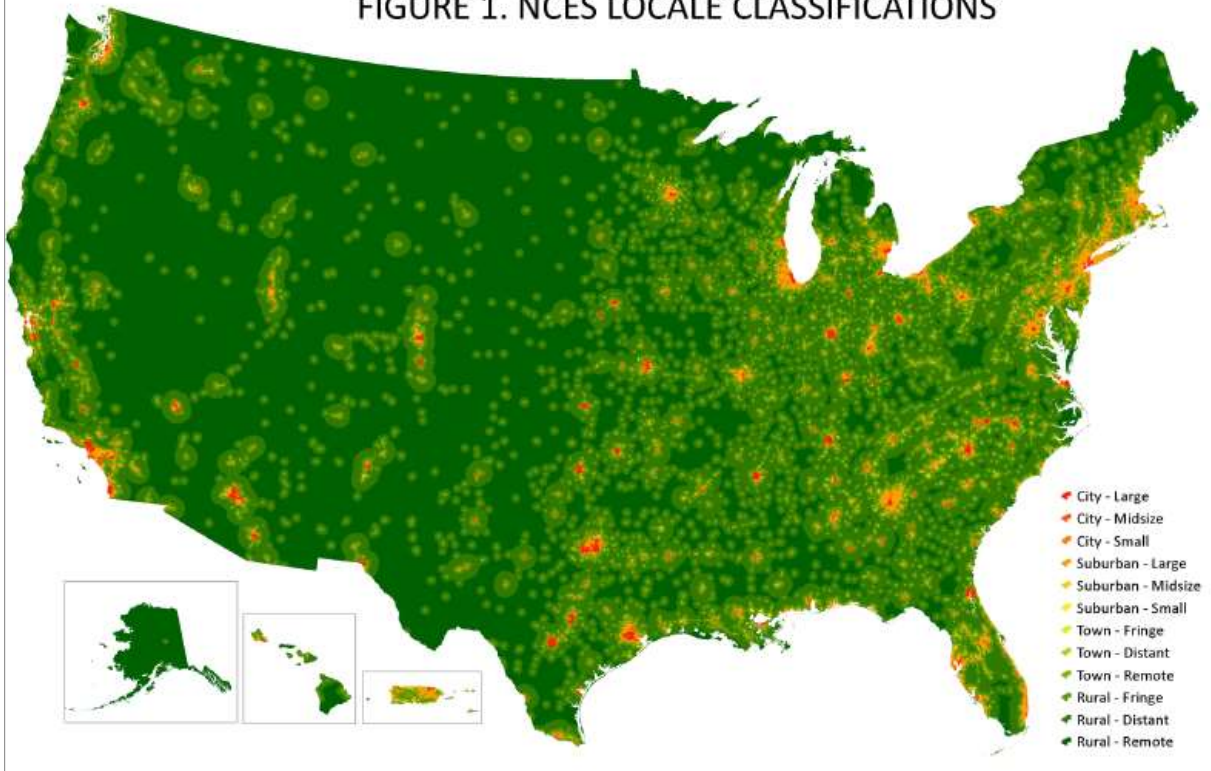 FIGURE 1. NCES LOCALE CLASSIFICATIONS
City - Large
City - Midsize
City - Small
Suburban - Large
Suburban - Midsize
Suburban - Small
Town - Fringe
Town - Distant
Town - Remote
Rural - Fringe
Rural - Distant
Rural - Remote